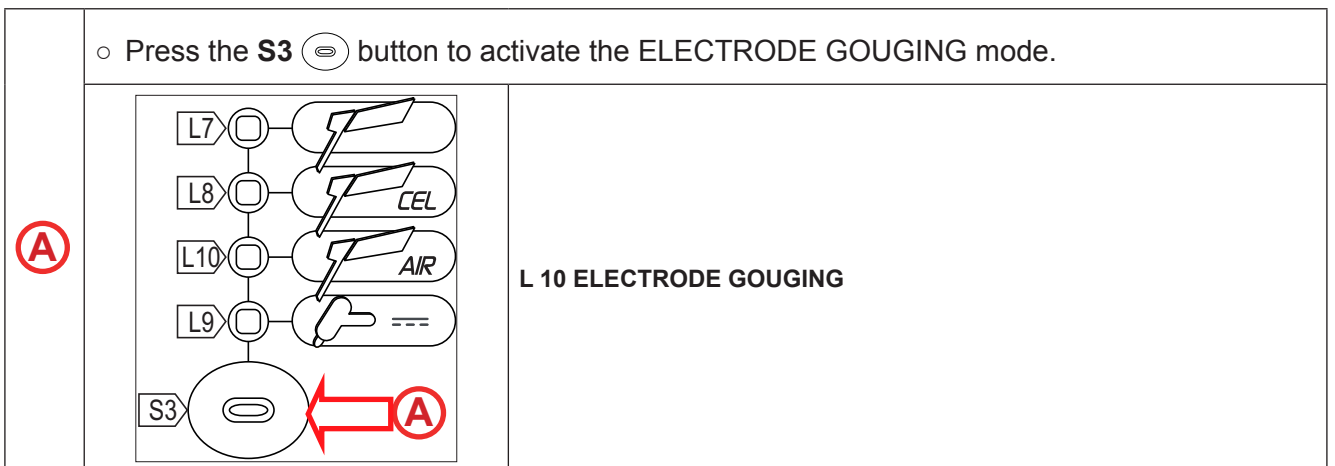 ○ Press the S3 button to activate the ELECTRODE GOUGING mode.
A
L7
L8 CEL
L10 AIR
L9
S3 A
L 10 ELECTRODE GOUGING